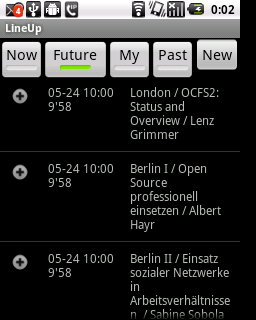 0:02
LineUp
Now Future My Past New
05-24 10:00 London / OCFS2:
9'58 Status and
Overview / Lenz
Grimmer
05-24 10:00 Berlin I / Open
9'58 Source
professionell
einsetzen / Albert
Hayr
05-24 10:00 Berlin II / Einsatz
9'58 sozialer Netzwerke
in
Arbeitsverhältnisse
n / Sabine Sobola